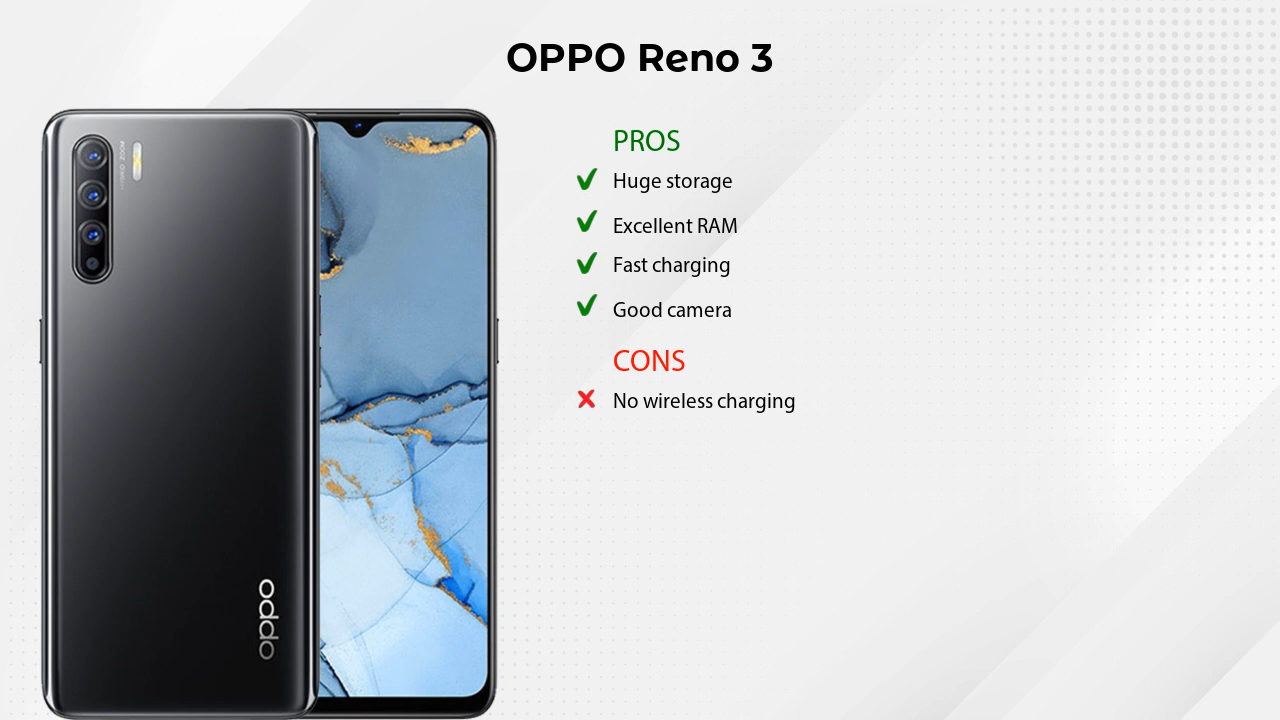 OPPO Reno 3
PROS
Huge storage
Excellent RAM
Fast charging
Good camera
CONS
No wireless charging
oppo